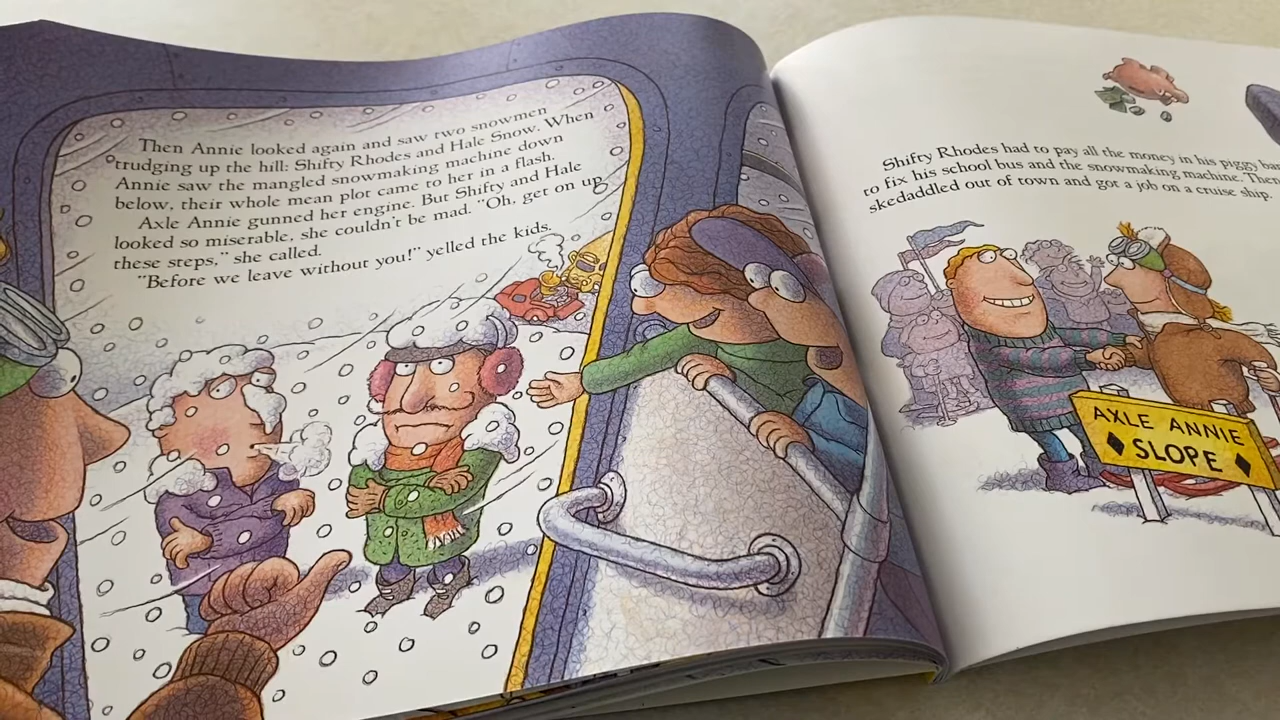 Then Annie looked again and saw two snowmen
trudging up the hill: Shifty Rhodes and Hale Snow. When
Annie saw the mangled snowmaking machine down
below, their whole mean plot came to her in a flash.
Axle Annie gunned her engine. But Shifty and Hale
looked so miserable, she couldn't be mad. "Oh, get on up
these steps," she called.
"Before we leave without you!" yelled the kids.
Shifty Rhodes had to pay all the money in his piggy
to fix his school bus and the snowmaking machine. Then
skedaddled out of town and got a job on a cruise ship.
AXLE ANNIE
SLOPE